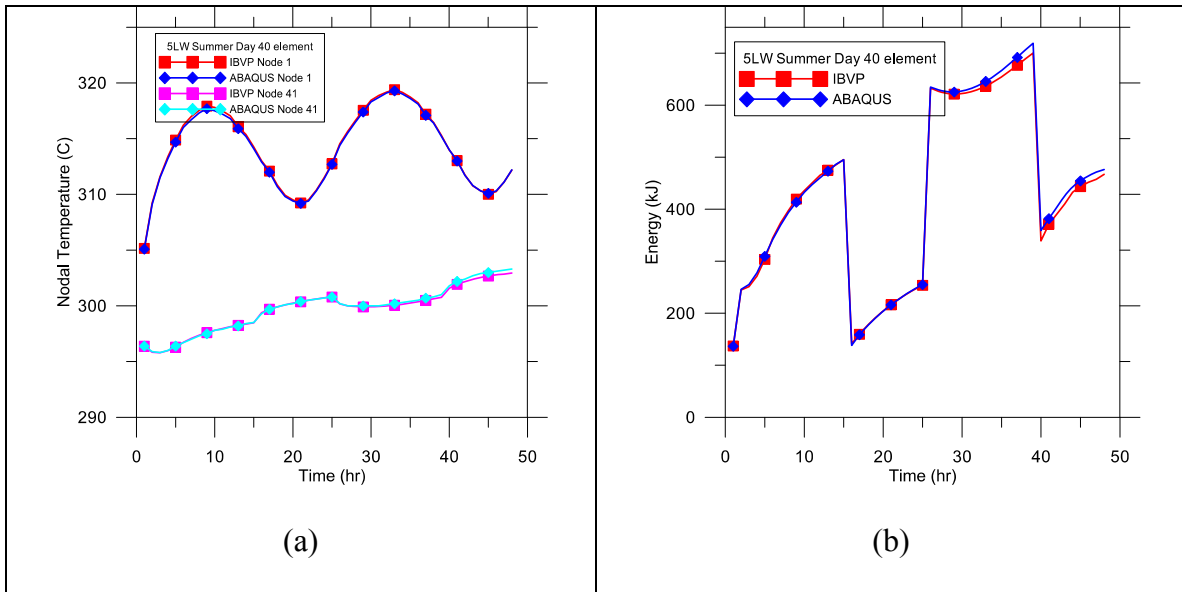 5LW Summer Day 40 element
IBVP Node 1
ABAQUS Node 1
IBVP Node 41
ABAQUS Node 41
Nodal Temperature (C)
320
310
300
290
0 10 20 30 40 50
Time (hr)
(a)
5LW Summer Day 40 element
IBVP
ABAQUS
Energy (kJ)
600
400
200
0
0 10 20 30 40 50
Time (hr)
(b)